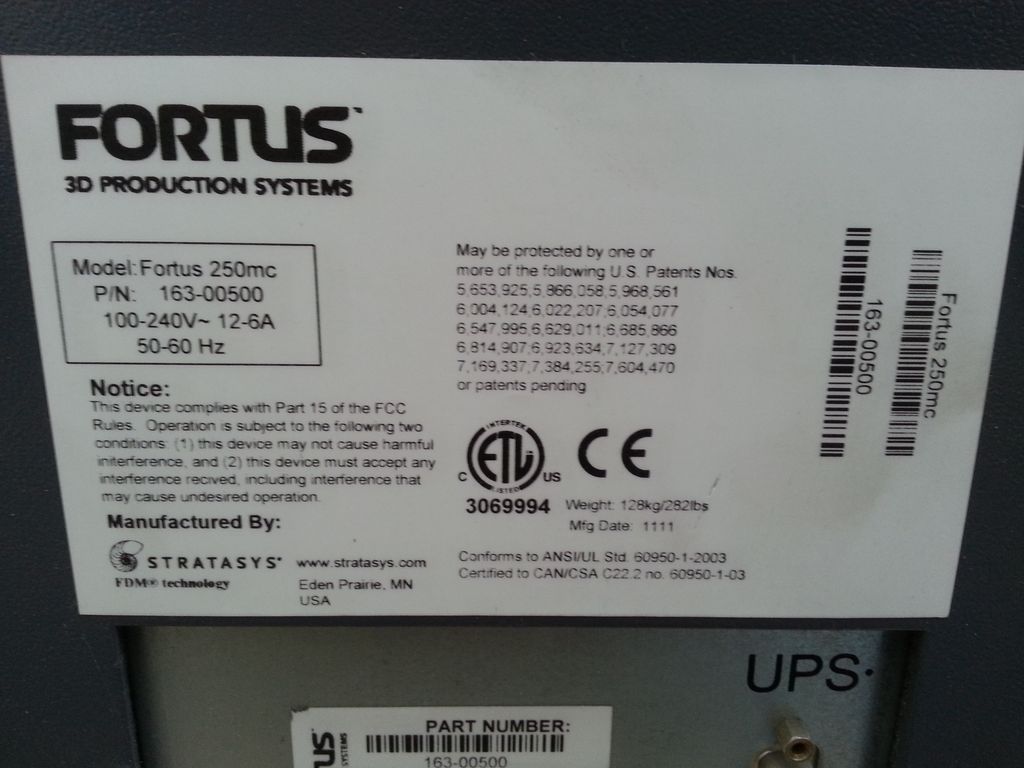 FORTUS™
3D PRODUCTION SYSTEMS
Model: Fortus 250mc
P/N: 163-00500
100-240V~ 12-6A
50-60 Hz
Notice:
This device complies with Part 15 of the FCC
Rules. Operation is subject to the following two
conditions: (1) this device may not cause harmful
initerference, and (2) this device must accept any
interference recived, including interference that
may cause undesired operation.
Manufactured By:
STRATASYS®
FDM® technology
www.stratasys.com
Eden Prairie, MN
USA
May be protected by one or
more of the following U.S. Patents Nos.
5,653,925;5,866,058;5,968,561
6,004,124;6,022,207;6,054,077
6,547,995;6,629,011;6,685,866
6,814,907;6,923,634;7,127,309
7,169,337;7,384,255;7,604,470
or patents pending
INTERTEK
C ETL US
LISTED
3069994
CE
Weight: 128kg/282lbs
Mfg Date: 1111
Conforms to ANSI/UL Std. 60950-1-2003
Certified to CAN/CSA C22.2 no. 60950-1-03
163-00500
Fortus 250mc
UPS
US
SYSTEMS
PART NUMBER:
163-00500